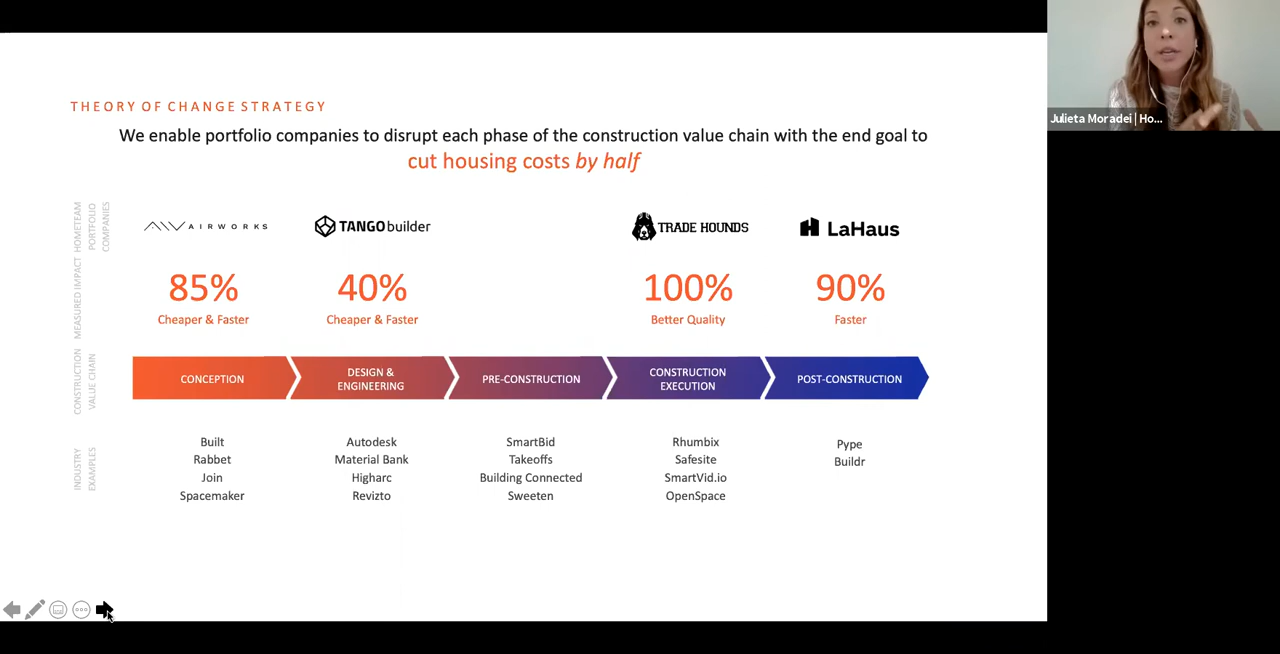 THEORY OF CHANGE STRATEGY
We enable portfolio companies to disrupt each phase of the construction value chain with the end goal to
cut housing costs by half
HOMETEAM
PORTFOLIO
COMPANIES
AIRWORKS
TANGObuilder
TRADE HOUNDS
LaHaus
MEASURED IMPACT
85%
Cheaper & Faster
40%
Cheaper & Faster
100%
Better Quality
90%
Faster
CONSTRUCTION
VALUE CHAIN
CONCEPTION
DESIGN &
ENGINEERING
PRE-CONSTRUCTION
CONSTRUCTION
EXECUTION
POST-CONSTRUCTION
INDUSTRY
EXAMPLES
Built
Rabbet
Join
Spacemaker
Autodesk
Material Bank
Higharc
Revizto
SmartBid
Takeoffs
Building Connected
Sweeten
Rhumbix
Safesite
SmartVid.io
OpenSpace
Pype
Buildr
Julieta Moradei | Ho...